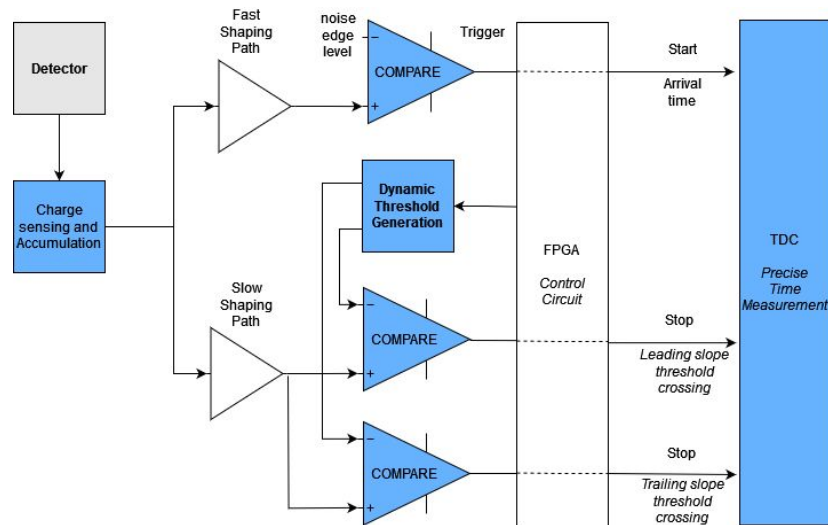 Detector
Charge
sensing and
Accumulation
Fast
Shaping
Path
noise
edge
level
−
COMPARE
+
Trigger
Start
Arrival
time
Dynamic
Threshold
Generation
FPGA
Control
Circuit
TDC
Precise
Time
Measurement
Slow
Shaping
Path
−
COMPARE
+
Stop
Leading slope
threshold
crossing
−
COMPARE
+
Stop
Trailing slope
threshold
crossing